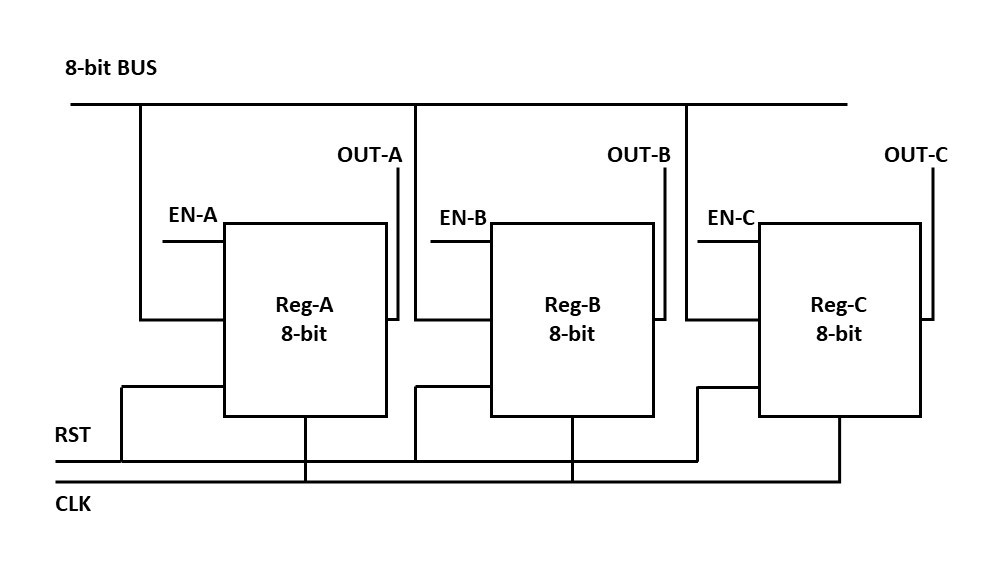 8-bit BUS
OUT-A
OUT-B
OUT-C
EN-A
EN-B
EN-C
Reg-A
8-bit
Reg-B
8-bit
Reg-C
8-bit
RST
CLK